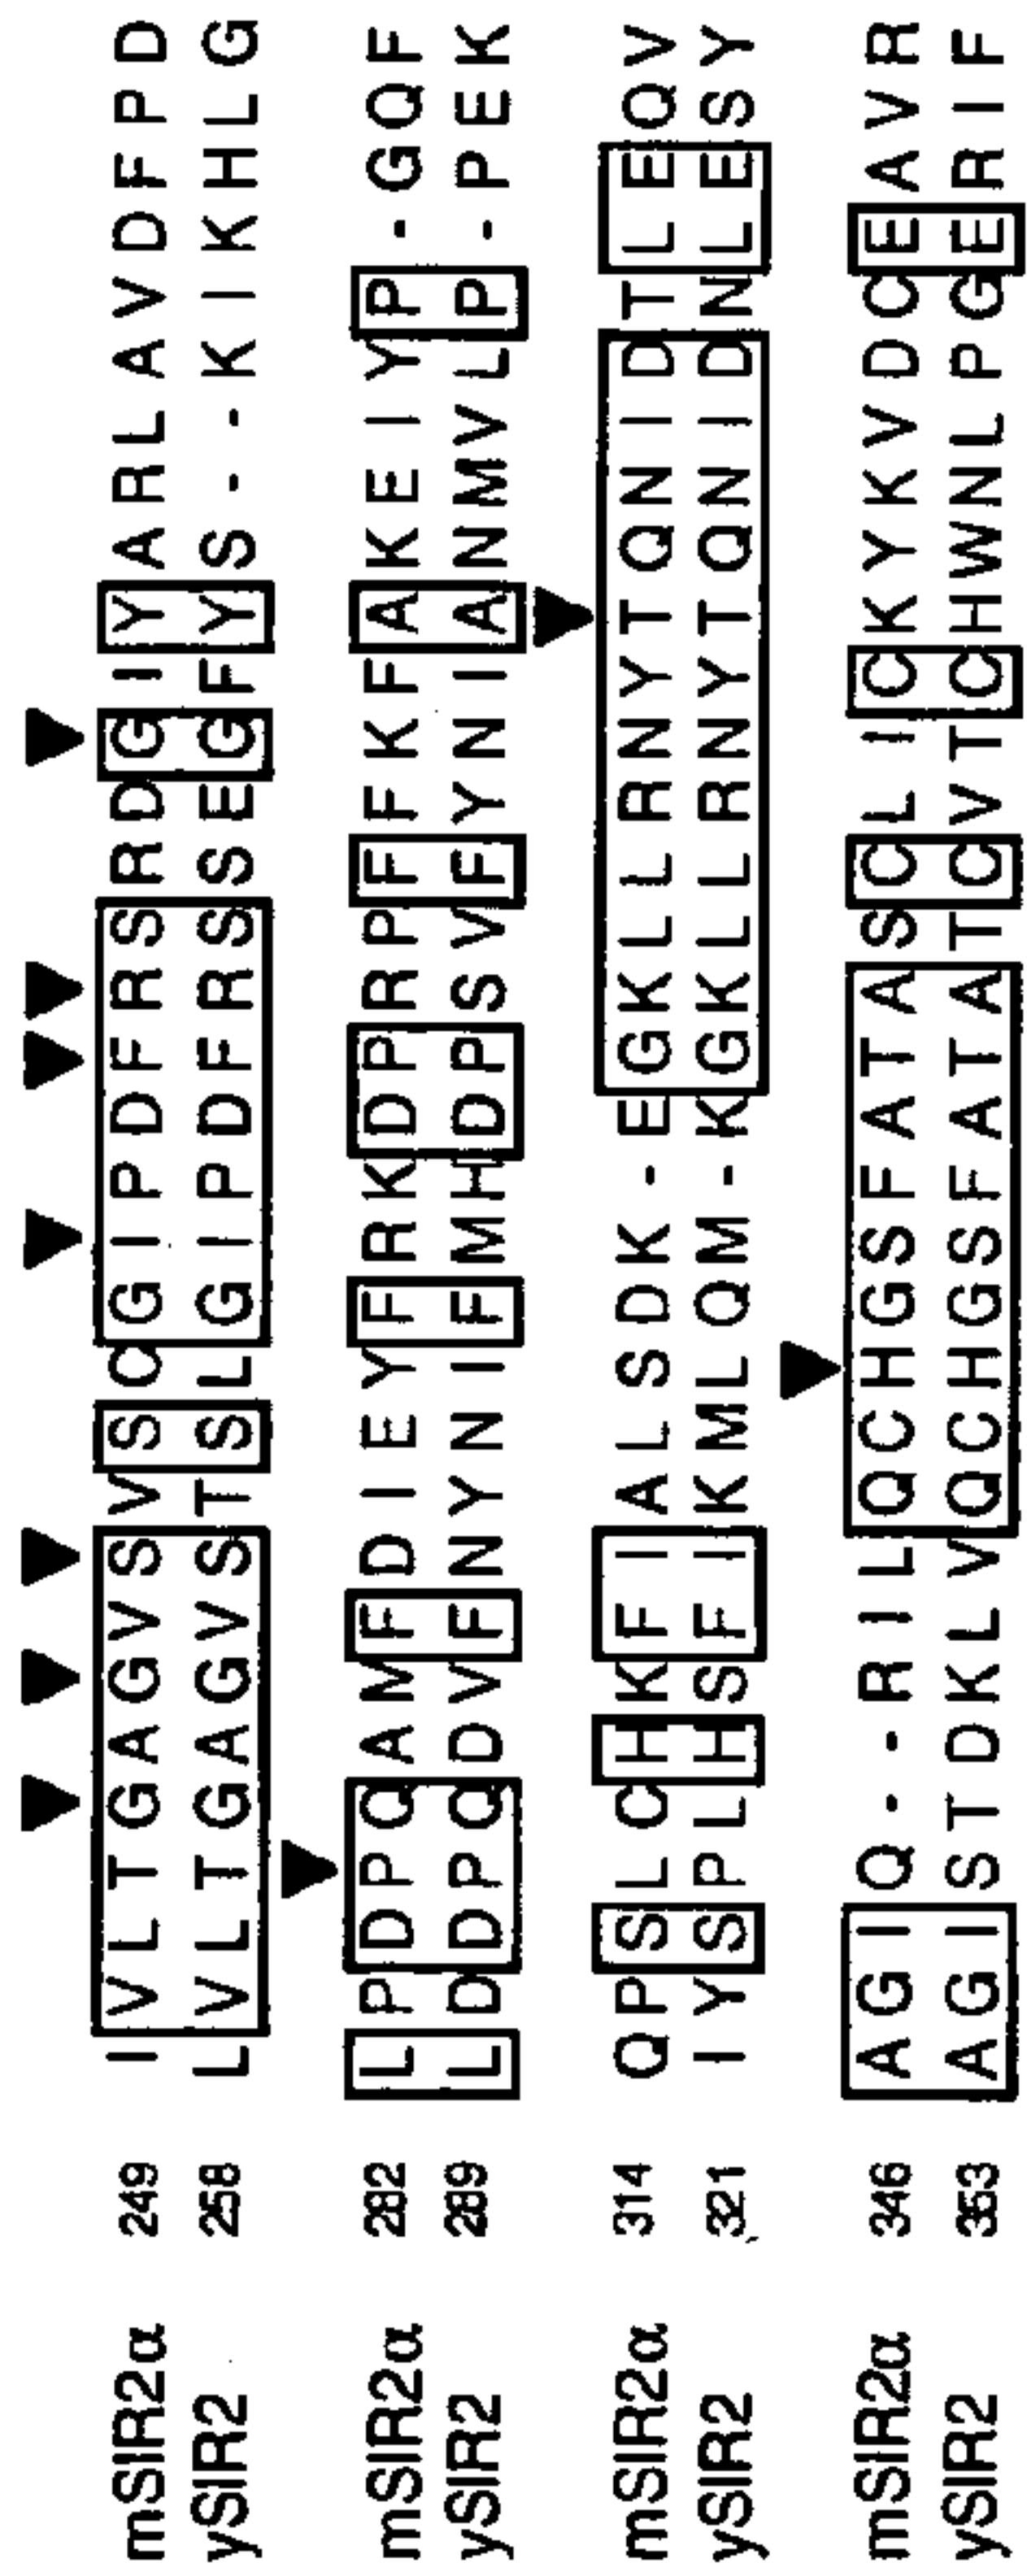 mSIR2α 249 I V L T G A G V S V S C G I P D F R S R D G I Y A R L A V D F P D
ySIR2 258 L V L T G A G V S T S L G I P D F R S S E G F Y S - - K I K H L G
mSIR2α 282 L P D P Q A M F D I E Y F R K D P R P F F K F A K E I Y P - G Q F
ySIR2 289 L D D P Q D V F N Y N I F M H D P S V F Y N I A N M V L P - P E K
mSIR2α 314 Q P S L C H K F I A L S D K - E G K L L R N Y T Q N I D T L E Q V
ySIR2 321 I Y S P L H S F I K M L Q M - K G K L L R N Y T Q N I D N L E S Y
mSIR2α 346 A G I Q - - R I L Q C H G S F A T A S C L I C K Y K V D C E A V R
ySIR2 353 A G I S T D K L V Q C H G S F A T A T C V T C H W N L P G E R I F